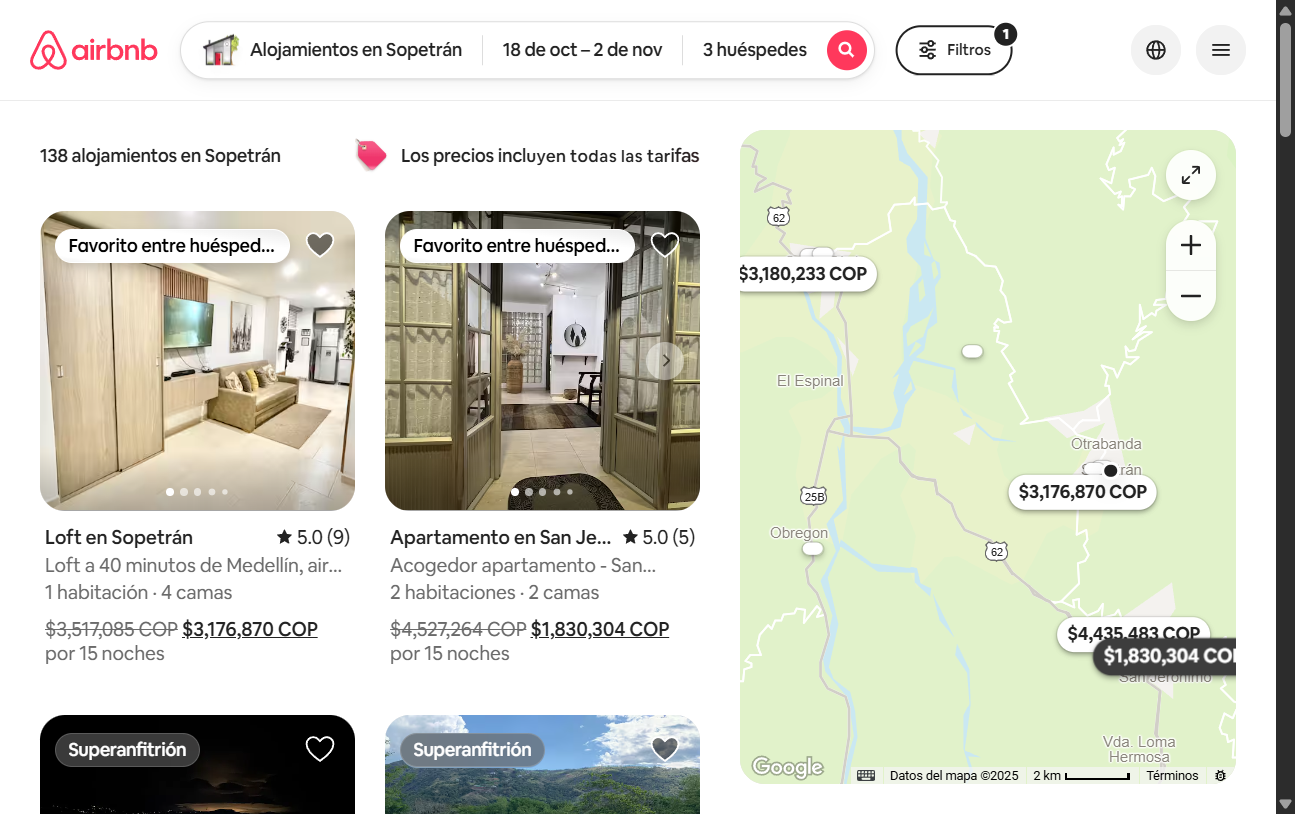 airbnb
Alojamientos en Sopetrán
18 de oct – 2 de nov
3 huéspedes
Filtros
1
138 alojamientos en Sopetrán
Los precios incluyen todas las tarifas
Favorito entre huésped...
Favorito entre huésped...
Loft en Sopetrán
5.0 (9)
Loft a 40 minutos de Medellín, air...
1 habitación · 4 camas
$3,517,085 COP $3,176,870 COP
por 15 noches
Apartamento en San Je...
5.0 (5)
Acogedor apartamento - San...
2 habitaciones · 2 camas
$4,527,264 COP $1,830,304 COP
por 15 noches
Superanfitrión
Superanfitrión
62
$3,180,233 COP
El Espinal
Otrabanda
$3,176,870 COP
25B
Obregon
62
$4,435,483 COP
$1,830,304 COP
San Jerónimo
Vda. Loma
Hermosa
Google
Datos del mapa ©2025
2 km
Términos